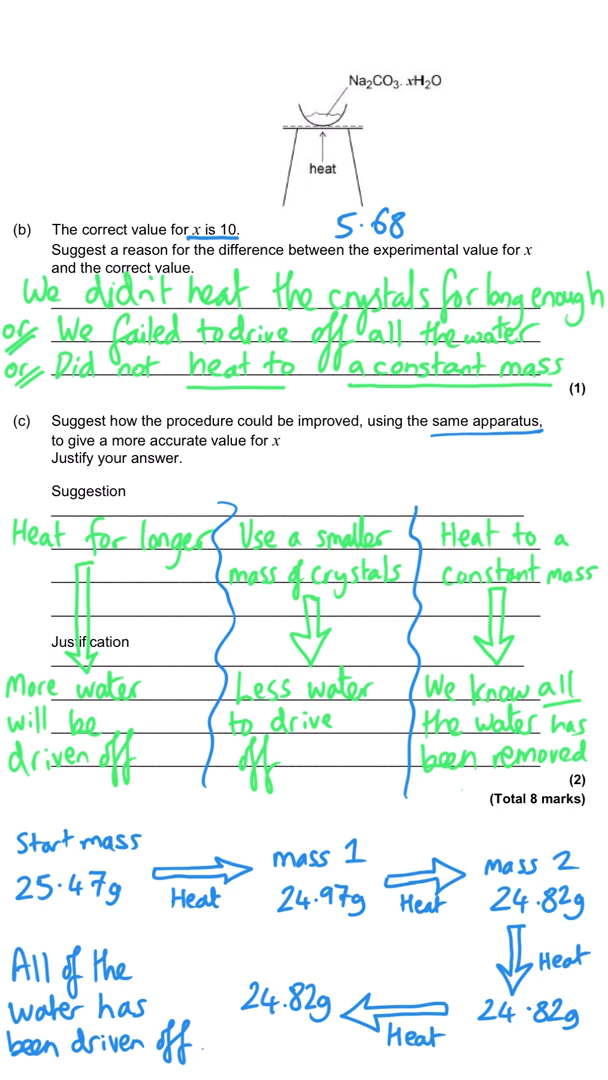 Na₂CO₃.xH₂O
heat
(b) The correct value for x is 10.
5.68
Suggest a reason for the difference between the experimental value for x
and the correct value.
We didn't heat the crystals for long enough
or We failed to drive off all the water
or Did not heat to a constant mass
(1)
(c) Suggest how the procedure could be improved, using the same apparatus,
to give a more accurate value for x
Justify your answer.
Suggestion
Heat for longer
Use a smaller
mass of crystals
Heat to a
constant mass
Justification
More water
will be
driven off
Less water
to drive
off
We know all
the water has
been removed
(2)
(Total 8 marks)
Start mass
25.47g
Heat
mass 1
24.97g
Heat
mass 2
24.82g
Heat
24.82g
Heat
24.82g
All of the
water has
been driven off.